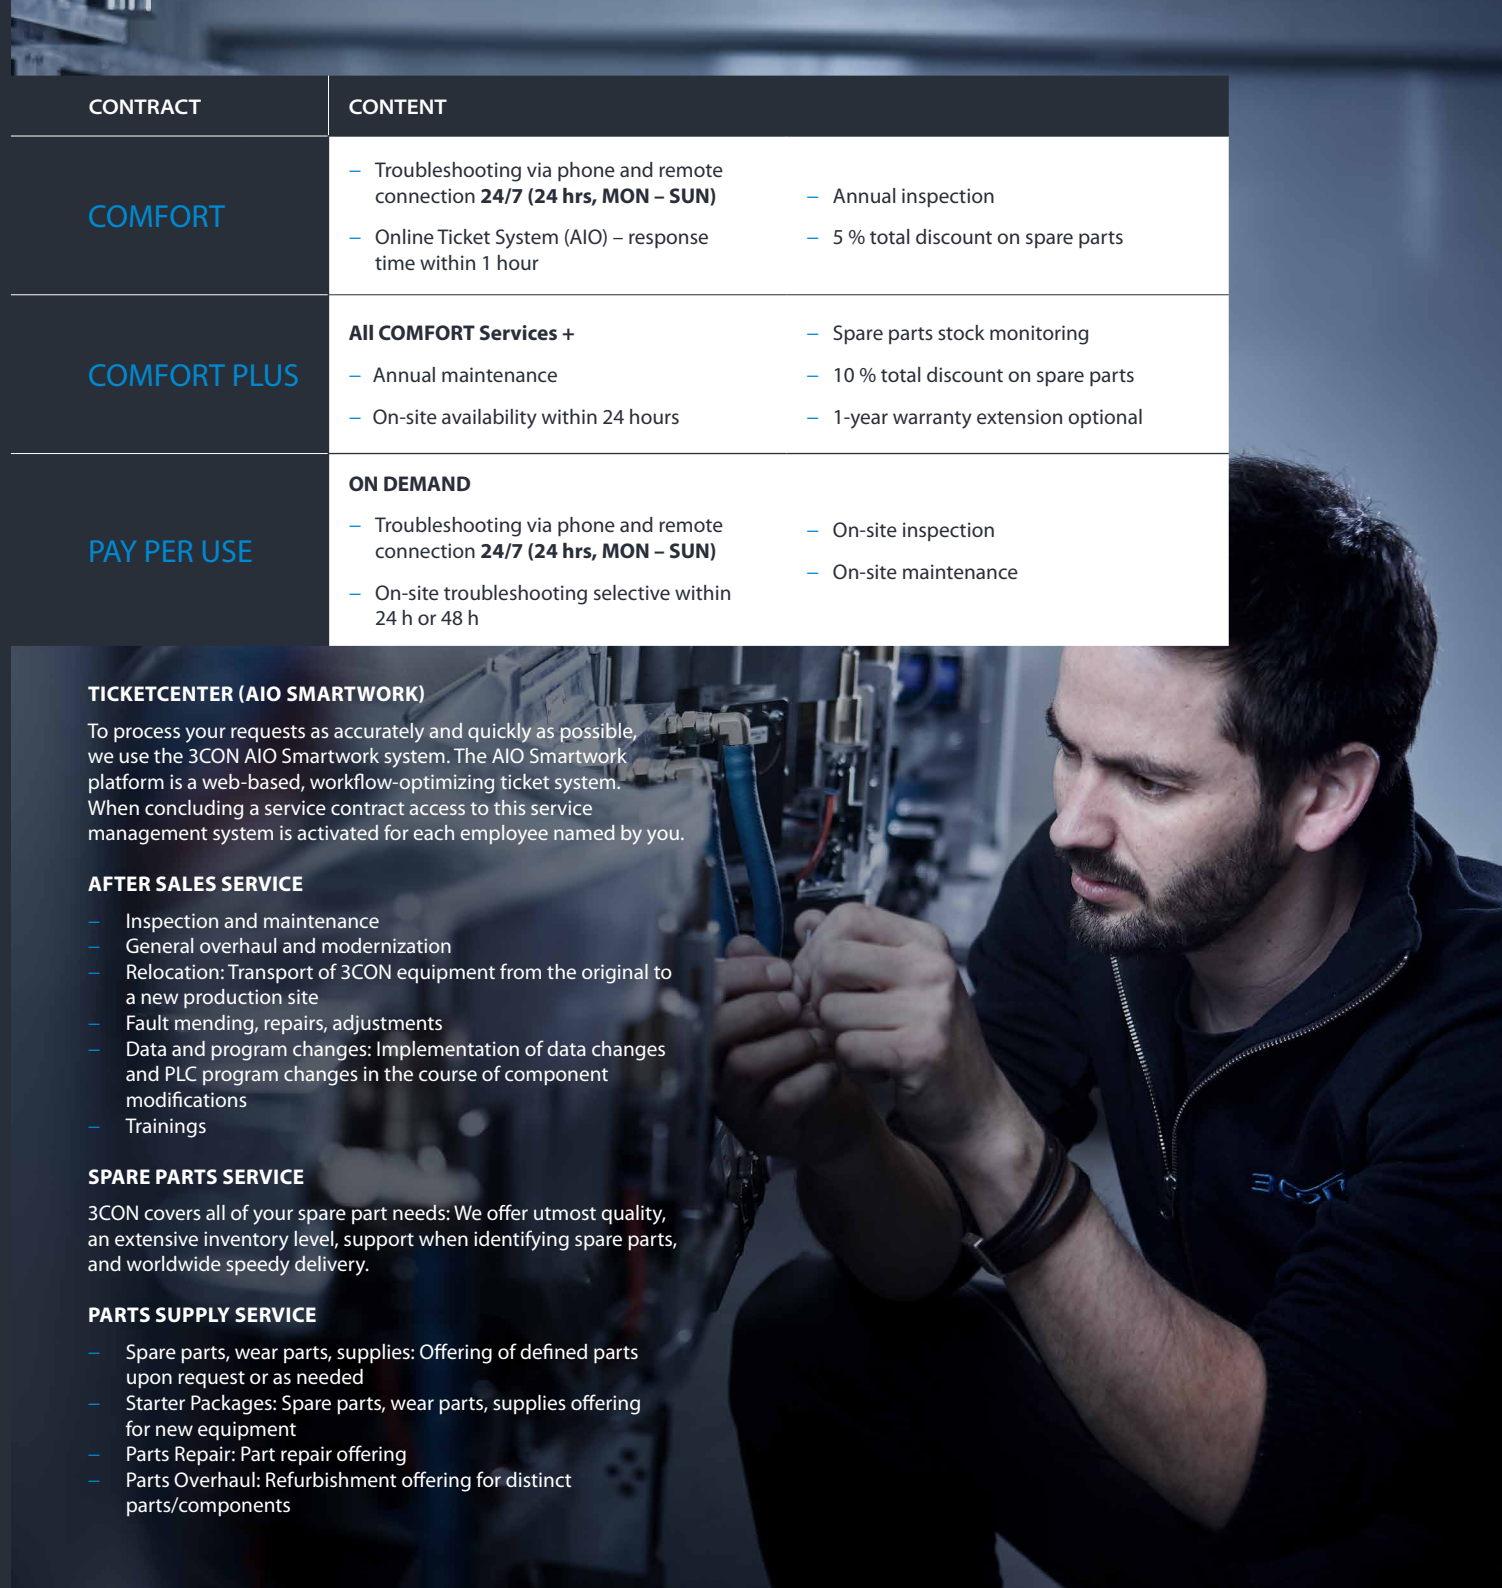 CONTRACT
CONTENT
COMFORT
– Troubleshooting via phone and remote
connection 24/7 (24 hrs, MON – SUN)
– Online Ticket System (AIO) – response
time within 1 hour
– Annual inspection
– 5 % total discount on spare parts
COMFORT PLUS
All COMFORT Services +
– Annual maintenance
– On-site availability within 24 hours
– Spare parts stock monitoring
– 10 % total discount on spare parts
– 1-year warranty extension optional
PAY PER USE
ON DEMAND
– Troubleshooting via phone and remote
connection 24/7 (24 hrs, MON – SUN)
– On-site troubleshooting selective within
24 h or 48 h
– On-site inspection
– On-site maintenance
TICKETCENTER (AIO SMARTWORK)
To process your requests as accurately and quickly as possible,
we use the 3CON AIO Smartwork system. The AIO Smartwork
platform is a web-based, workflow-optimizing ticket system.
When concluding a service contract access to this service
management system is activated for each employee named by you.
AFTER SALES SERVICE
– Inspection and maintenance
– General overhaul and modernization
– Relocation: Transport of 3CON equipment from the original to
a new production site
– Fault mending, repairs, adjustments
– Data and program changes: Implementation of data changes
and PLC program changes in the course of component
modifications
– Trainings
SPARE PARTS SERVICE
3CON covers all of your spare part needs: We offer utmost quality,
an extensive inventory level, support when identifying spare parts,
and worldwide speedy delivery.
PARTS SUPPLY SERVICE
– Spare parts, wear parts, supplies: Offering of defined parts
upon request or as needed
– Starter Packages: Spare parts, wear parts, supplies offering
for new equipment
– Parts Repair: Part repair offering
– Parts Overhaul: Refurbishment offering for distinct
parts/components
3CON